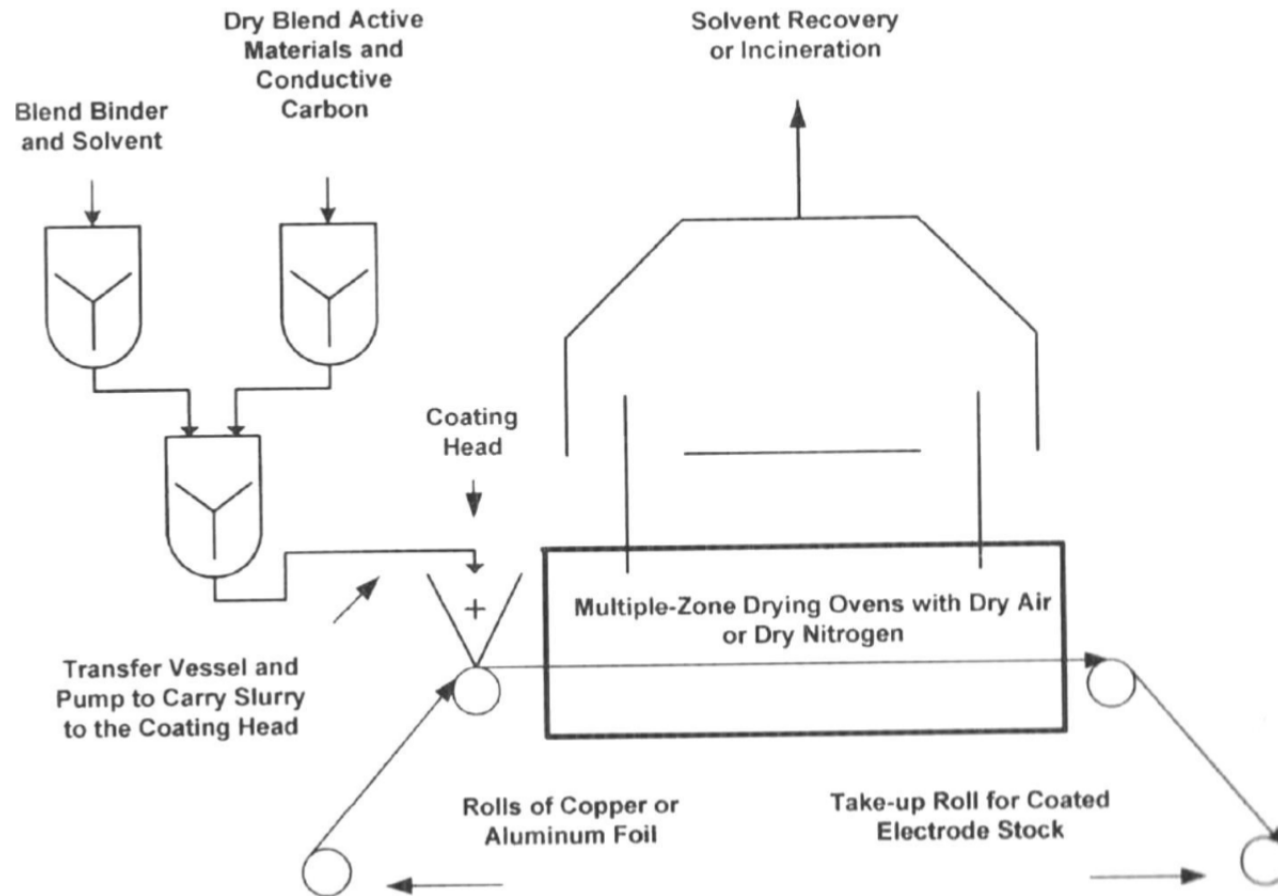 Dry Blend Active
Materials and
Conductive
Carbon
Solvent Recovery
or Incineration
Blend Binder
and Solvent
Coating
Head
Multiple-Zone Drying Ovens with Dry Air
or Dry Nitrogen
Transfer Vessel and
Pump to Carry Slurry
to the Coating Head
Rolls of Copper or
Aluminum Foil
Take-up Roll for Coated
Electrode Stock